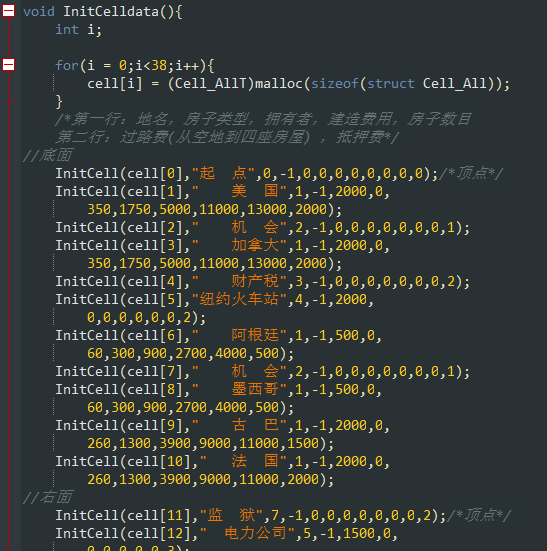 void InitCelldata(){
int i;
for(i = 0;i<38;i++){
cell[i] = (Cell_AllT)malloc(sizeof(struct Cell_All));
}
/*第一行：地名，房子类型，拥有者，建造费用，房子数目
第二行：过路费(从空地到四座房屋) ，抵押费*/
//底面
InitCell(cell[0],"起　点",0,-1,0,0,0,0,0,0,0,0);/*顶点*/
InitCell(cell[1],"　　美　国",1,-1,2000,0,
350,1750,5000,11000,13000,2000);
InitCell(cell[2],"　　机　会",2,-1,0,0,0,0,0,0,0,1);
InitCell(cell[3],"　　加拿大",1,-1,2000,0,
350,1750,5000,11000,13000,2000);
InitCell(cell[4],"　　财产税",3,-1,0,0,0,0,0,0,0,2);
InitCell(cell[5],"纽约火车站",4,-1,2000,
0,0,0,0,0,0,2);
InitCell(cell[6],"　　阿根廷",1,-1,500,0,
60,300,900,2700,4000,500);
InitCell(cell[7],"　　机　会",2,-1,0,0,0,0,0,0,0,1);
InitCell(cell[8],"　　墨西哥",1,-1,500,0,
60,300,900,2700,4000,500);
InitCell(cell[9],"　　古　巴",1,-1,2000,0,
260,1300,3900,9000,11000,1500);
InitCell(cell[10],"　　法　国",1,-1,2000,0,
260,1300,3900,9000,11000,2000);
//右面
InitCell(cell[11],"监　狱",7,-1,0,0,0,0,0,0,0,2);/*顶点*/
InitCell(cell[12],"　电力公司",5,-1,1500,0,
0,0,0,0,0,3);